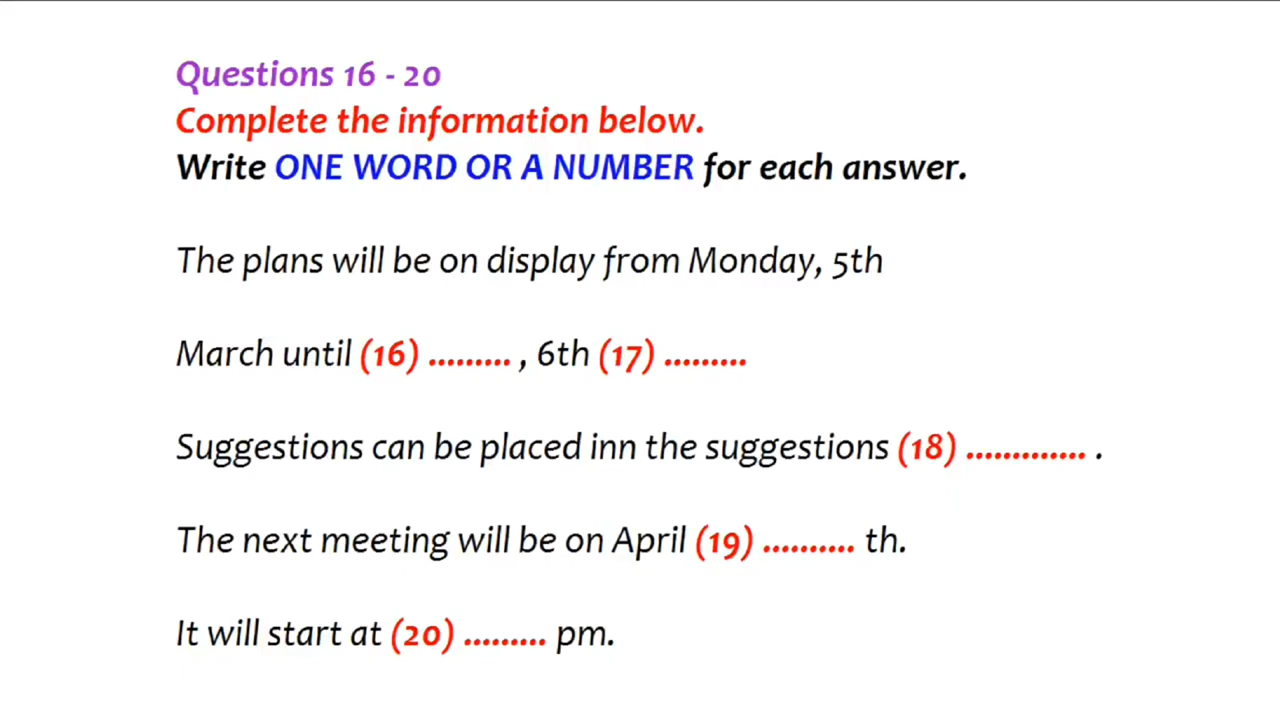 Questions 16 - 20
Complete the information below.
Write ONE WORD OR A NUMBER for each answer.
The plans will be on display from Monday, 5th
March until (16) ......... , 6th (17) .........
Suggestions can be placed inn the suggestions (18) ............. .
The next meeting will be on April (19) .......... th.
It will start at (20) ......... pm.